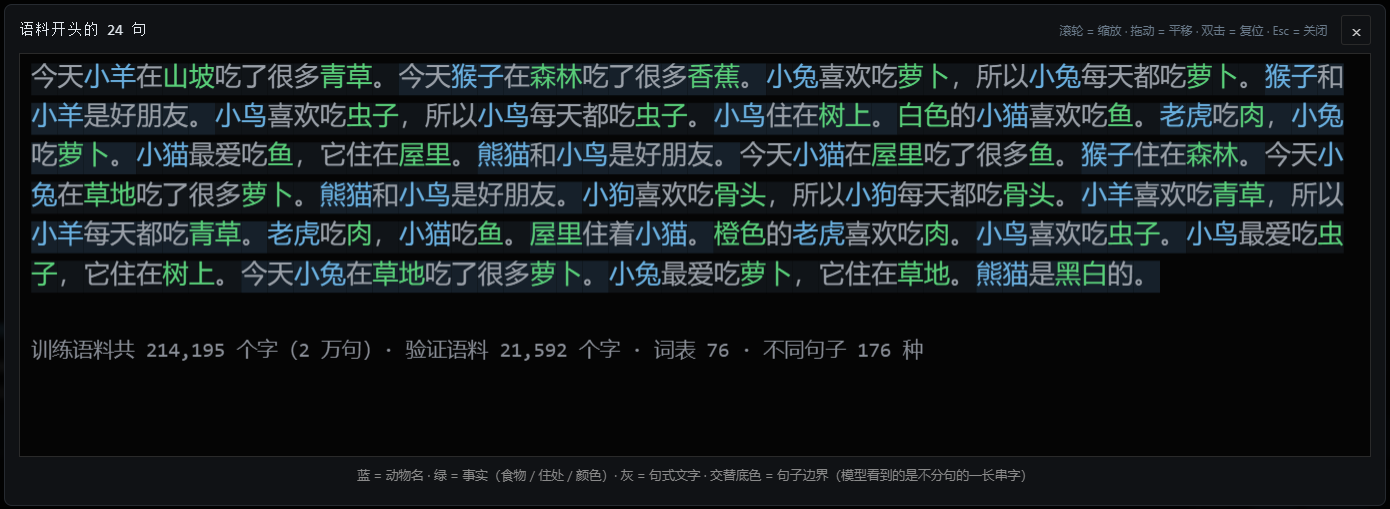 语料开头的 24 句
滚轮 = 缩放 · 拖动 = 平移 · 双击 = 复位 · Esc = 关闭
×
今天小羊在山坡吃了很多青草。今天猴子在森林吃了很多香蕉。小兔喜欢吃萝卜，所以小兔每天都吃萝卜。猴子和
小羊是好朋友。小鸟喜欢吃虫子，所以小鸟每天都吃虫子。小鸟住在树上。白色的小猫喜欢吃鱼。老虎吃肉，小兔
吃萝卜。小猫最爱吃鱼，它住在屋里。熊猫和小鸟是好朋友。今天小猫在屋里吃了很多鱼。猴子住在森林。今天小
兔在草地吃了很多萝卜。熊猫和小鸟是好朋友。小狗喜欢吃骨头，所以小狗每天都吃骨头。小羊喜欢吃青草，所以
小羊每天都吃青草。老虎吃肉，小猫吃鱼。屋里住着小猫。橙色的老虎喜欢吃肉。小鸟喜欢吃虫子。小鸟最爱吃虫
子，它住在树上。今天小兔在草地吃了很多萝卜。小兔最爱吃萝卜，它住在草地。熊猫是黑白的。
训练语料共 214,195 个字（2 万句）· 验证语料 21,592 个字 · 词表 76 · 不同句子 176 种
蓝 = 动物名 · 绿 = 事实（食物 / 住处 / 颜色）· 灰 = 句式文字 · 交替底色 = 句子边界（模型看到的是不分句的一长串字）